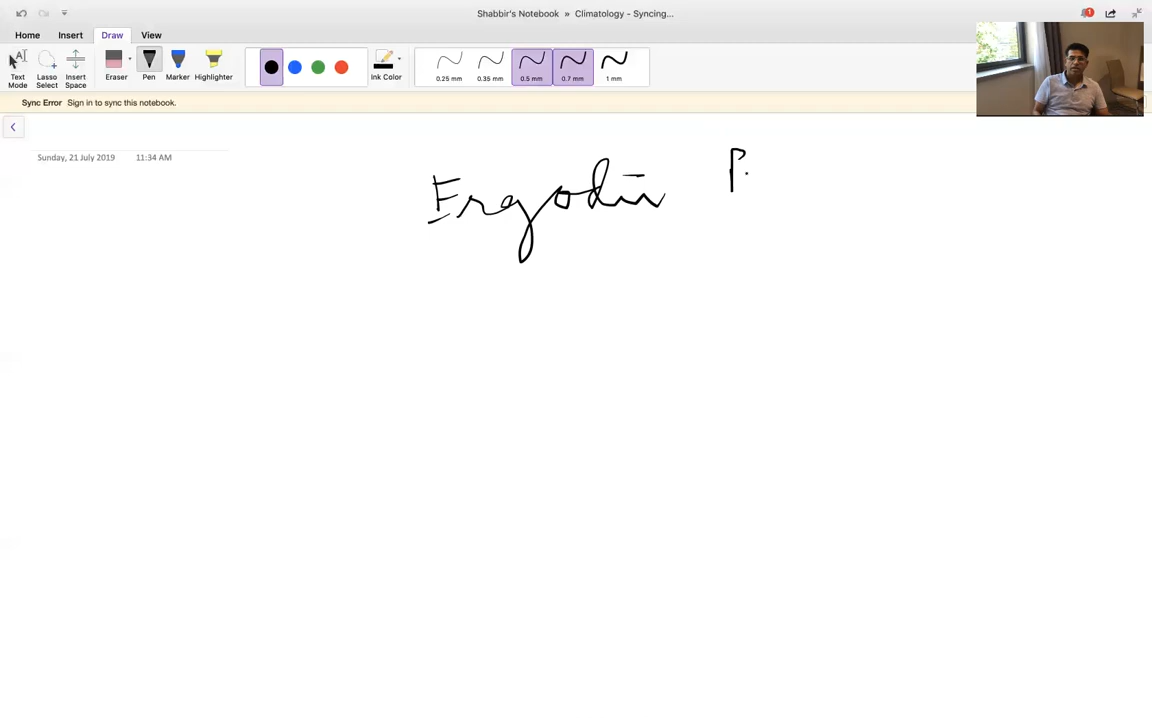 Shabbir's Notebook » Climatology - Syncing...
1
Home Insert Draw View
Text Mode Lasso Select Insert Space Eraser Pen Marker Highlighter Ink Color 0.25 mm 0.35 mm 0.5 mm 0.7 mm 1 mm
Sync Error Sign in to sync this notebook.
Sunday, 21 July 2019 11:34 AM
Ergodic P